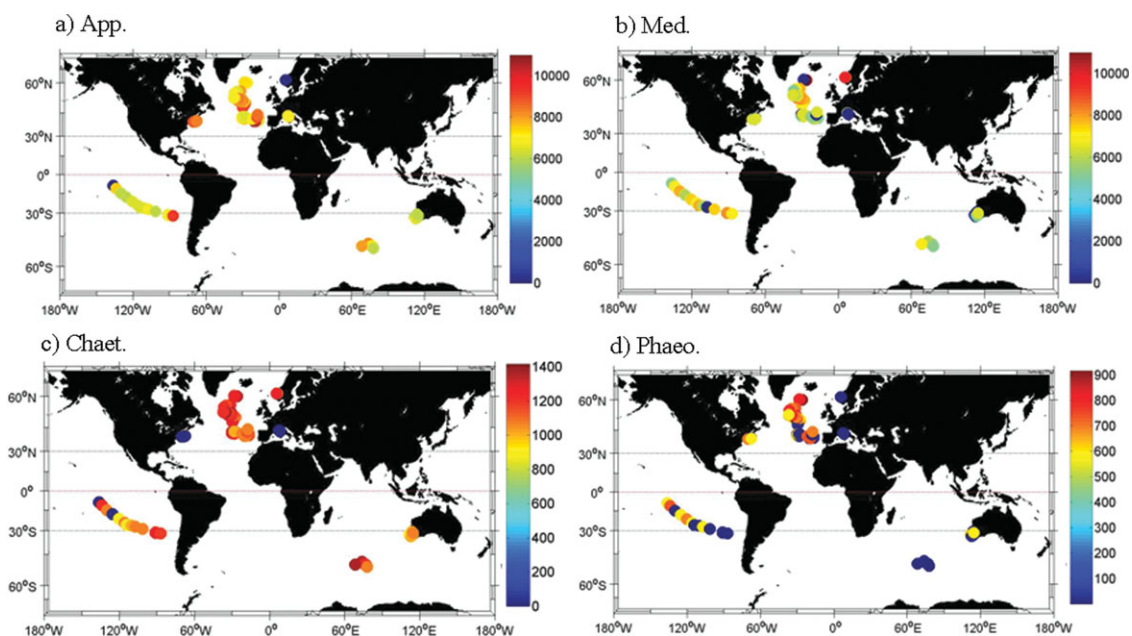 a) App.
60°N
30°N
0°
30°S
60°S
180°W 120°W 60°W 0° 60°E 120°E 180°W
10000
8000
6000
4000
2000
0
b) Med.
60°N
30°N
0°
30°S
60°S
180°W 120°W 60°W 0° 60°E 120°E 180°W
10000
8000
6000
4000
2000
0
c) Chaet.
60°N
30°N
0°
30°S
60°S
180°W 120°W 60°W 0° 60°E 120°E 180°W
1400
1200
1000
800
600
400
200
0
d) Phaeo.
60°N
30°N
0°
30°S
60°S
180°W 120°W 60°W 0° 60°E 120°E 180°W
900
800
700
600
500
400
300
200
100